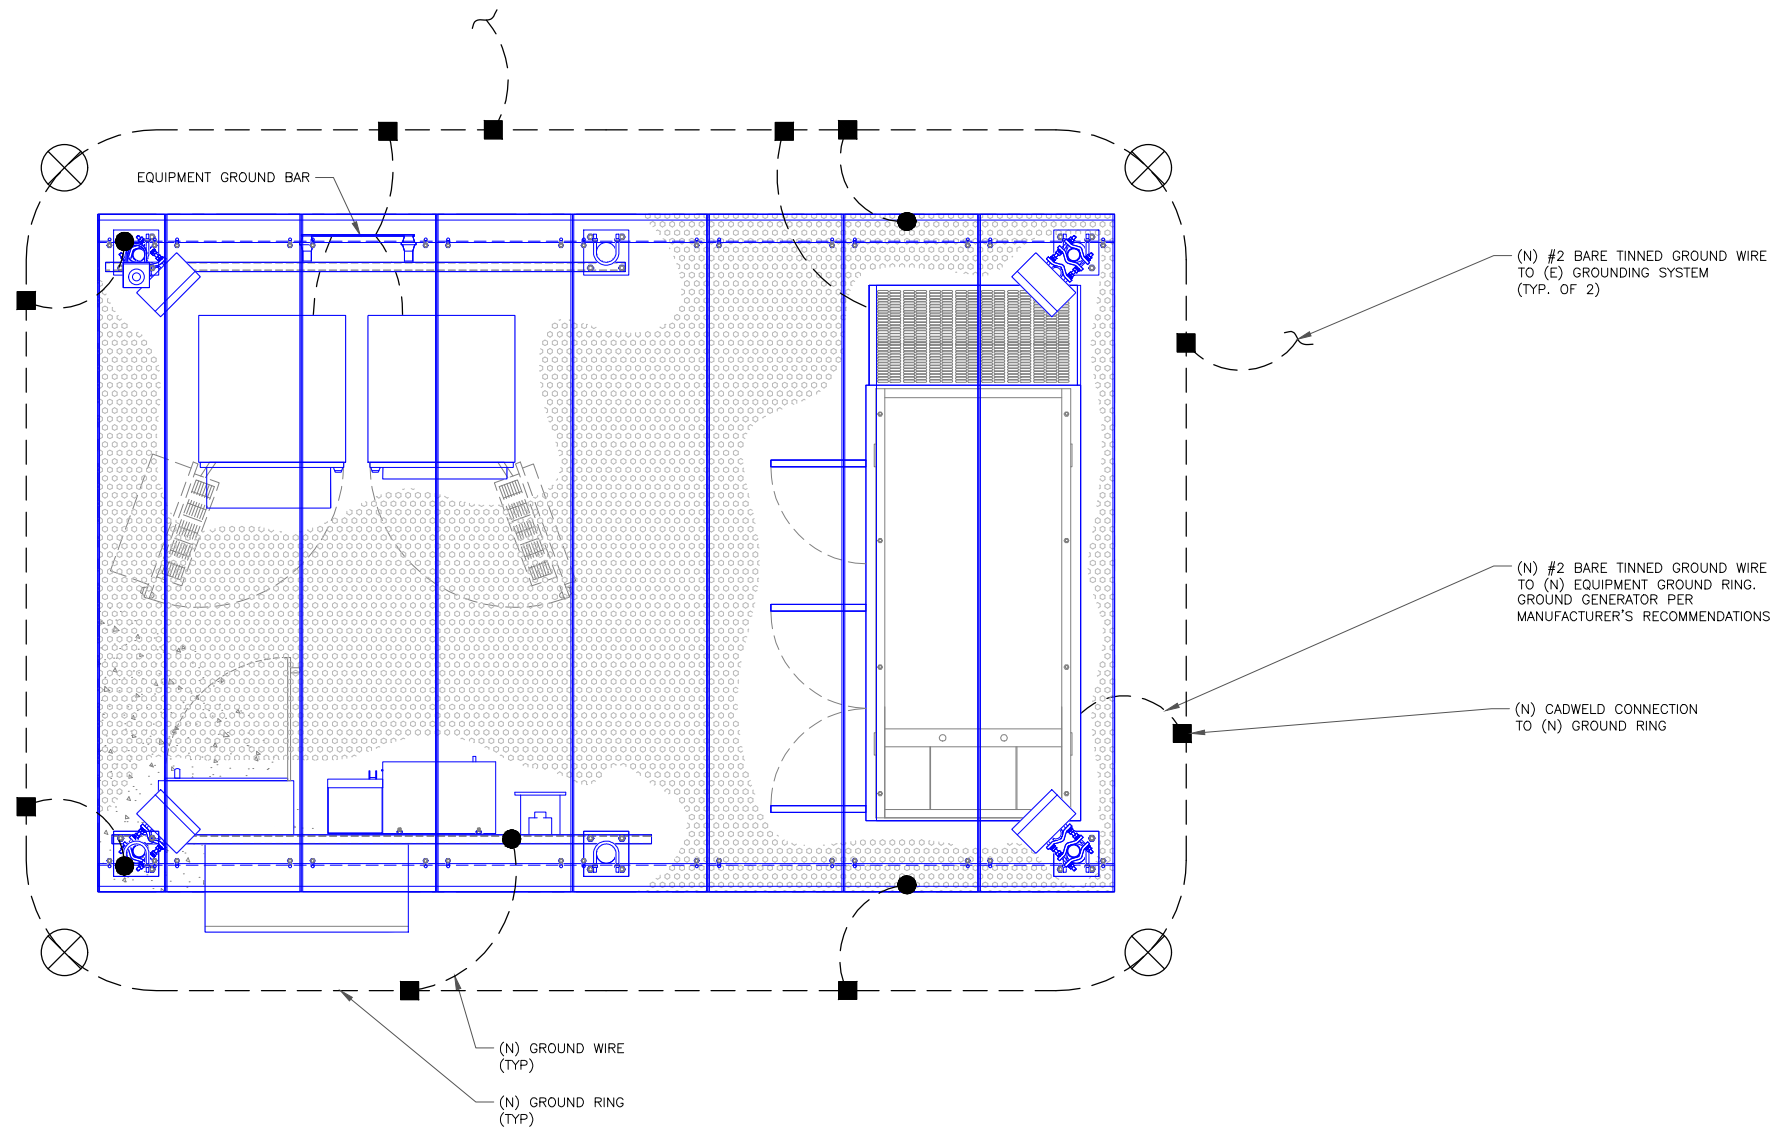 EQUIPMENT GROUND BAR
(N) #2 BARE TINNED GROUND WIRE
TO (E) GROUNDING SYSTEM
(TYP. OF 2)
(N) #2 BARE TINNED GROUND WIRE
TO (N) EQUIPMENT GROUND RING.
GROUND GENERATOR PER
MANUFACTURER'S RECOMMENDATIONS
(N) CADWELD CONNECTION
TO (N) GROUND RING
(N) GROUND WIRE
(TYP)
(N) GROUND RING
(TYP)